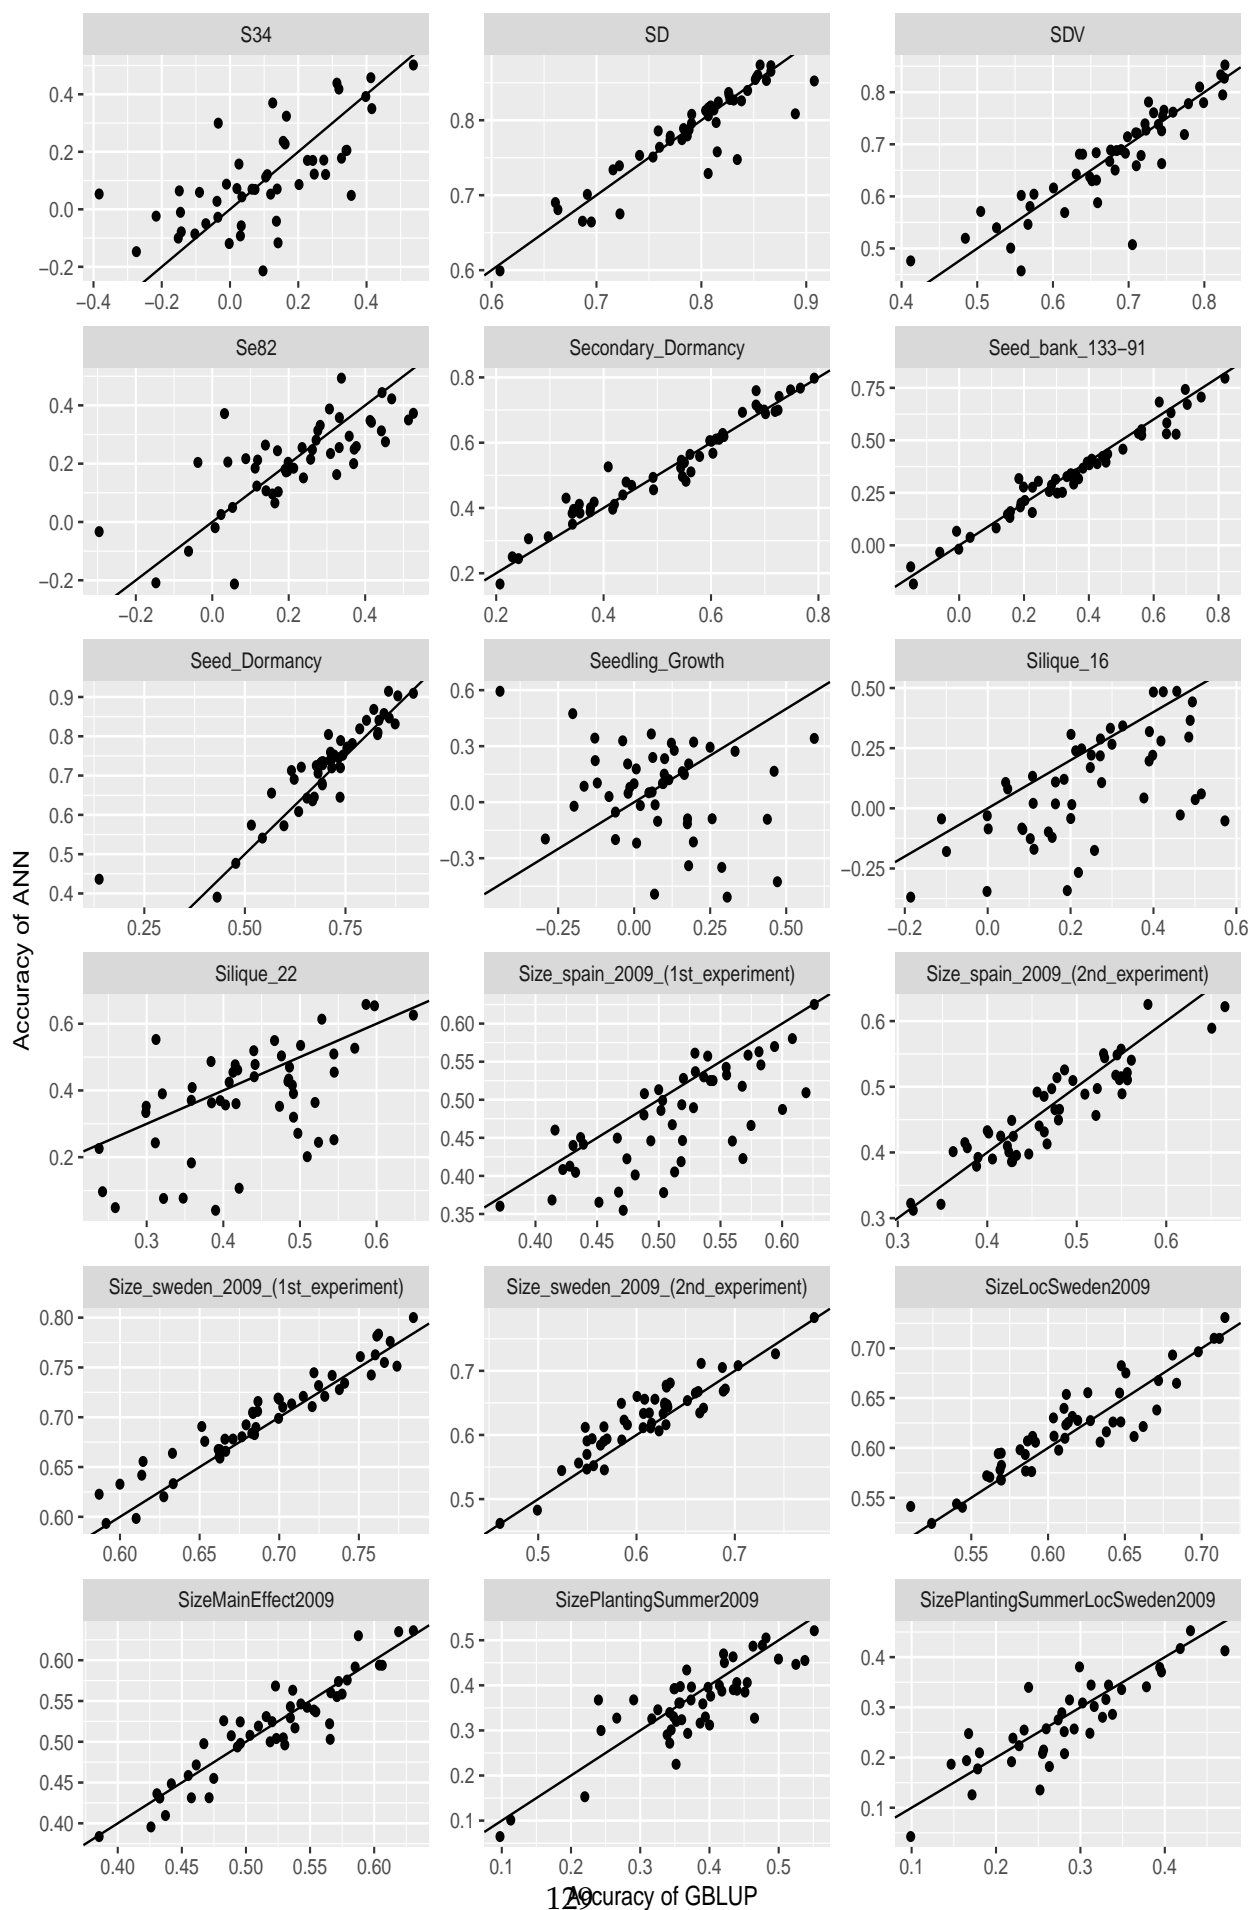 S34 SD SDV
0.4 0.8 0.8
0.2 0.7
0.0 0.7 0.6
−0.2 0.6 0.5
−0.4 −0.2 0.0 0.2 0.4 0.6 0.7 0.8 0.9 0.4 0.5 0.6 0.7 0.8
Se82 Secondary_Dormancy Seed_bank_133−91
0.4 0.8 0.75
0.2 0.6 0.50
0.0 0.4 0.25
−0.2 0.2 0.00
−0.2 0.0 0.2 0.4 0.2 0.4 0.6 0.8 0.0 0.2 0.4 0.6 0.8
Seed_Dormancy Seedling_Growth Silique_16
0.9 0.6 0.50
0.8 0.3 0.25
0.7 0.0 0.00
0.6 −0.3 −0.25
0.5
0.4
0.25 0.50 0.75 −0.25 0.00 0.25 0.50 −0.2 0.0 0.2 0.4 0.6
Accuracy of ANN
Silique_22 Size_spain_2009_(1st_experiment) Size_spain_2009_(2nd_experiment)
0.6 0.60 0.6
0.4 0.55 0.5
0.2 0.50 0.4
0.45 0.3
0.40
0.35
0.3 0.4 0.5 0.6 0.40 0.45 0.50 0.55 0.60 0.3 0.4 0.5 0.6
Size_sweden_2009_(1st_experiment) Size_sweden_2009_(2nd_experiment) SizeLocSweden2009
0.80 0.7 0.70
0.75 0.6 0.65
0.70 0.5 0.60
0.65 0.55
0.60
0.60 0.65 0.70 0.75 0.5 0.6 0.7 0.55 0.60 0.65 0.70
SizeMainEffect2009 SizePlantingSummer2009 SizePlantingSummerLocSweden2009
0.60 0.5 0.4
0.55 0.4 0.3
0.50 0.3 0.2
0.45 0.2 0.1
0.40 0.1
0.40 0.45 0.50 0.55 0.60 0.1 0.2 0.3 0.4 0.5 0.1 0.2 0.3 0.4
Accuracy of GBLUP
129